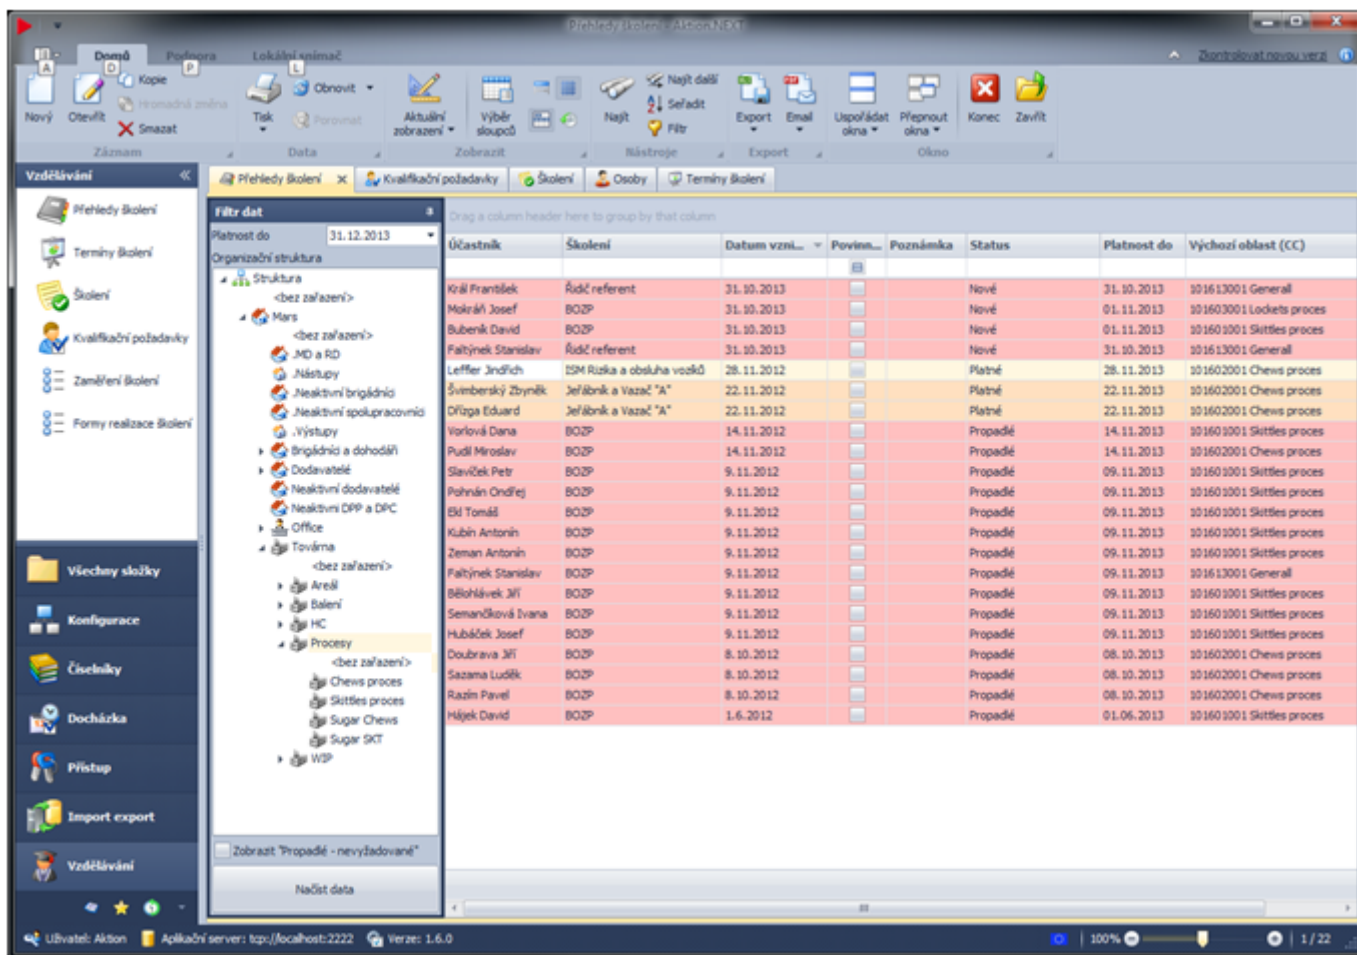 Přehledy školení - Aktion.NEXT
Domů Podpora Lokální snímač Zkontrolovat novou verzi
A D P L
Nový Otevřít Kopie Hromadná změna Smazat
Tisk Obnovit Porovnat
Aktuální zobrazení Výběr sloupců
Najít Najít další Seřadit Filtr
Export Email
Uspořádat okna Přepnout okna Konec Zavřít
Záznam Data Zobrazit Nástroje Export Okno
Vzdělávání
Přehledy školení
Termíny školení
Školení
Kvalifikační požadavky
Zaměření školení
Formy realizace školení
Všechny složky
Konfigurace
Číselníky
Docházka
Přístup
Import export
Vzdělávání
Přehledy školení Kvalifikační požadavky Školení Osoby Termíny školení
Filtr dat
Platnost do 31.12.2013
Organizační struktura
Struktura
<bez zařazení>
Mars
<bez zařazení>
.MD a RD
.Nástupy
.Neaktivní brigádníci
.Neaktivní spolupracovníci
.Výstupy
Brigádníci a dohodáři
Dodavatelé
Neaktivní dodavatelé
Neaktivní DPP a DPC
Office
Továrna
<bez zařazení>
Areál
Balení
HC
Procesy
<bez zařazení>
Chews proces
Skittles proces
Sugar Chews
Sugar SKT
WIP
Zobrazit "Propadlé - nevyžadované"
Načíst data
Drag a column header here to group by that column
Účastník Školení Datum vzni... Povinn... Poznámka Status Platnost do Výchozí oblast (CC)
Král František Řidič referent 31.10.2013 Nové 31.10.2013 101613001 Generall
Mokráň Josef BOZP 31.10.2013 Nové 01.11.2013 101603001 Lockets proces
Bubeník David BOZP 31.10.2013 Nové 01.11.2013 101601001 Skittles proces
Faltýnek Stanislav Řidič referent 31.10.2013 Nové 31.10.2013 101613001 Generall
Leffler Jindřich ISM Rizika a obsluha vozíků 28.11.2012 Platné 28.11.2013 101602001 Chews proces
Švimberský Zbyněk Jeřábník a Vazač "A" 22.11.2012 Platné 22.11.2013 101602001 Chews proces
Dřízga Eduard Jeřábník a Vazač "A" 22.11.2012 Platné 22.11.2013 101602001 Chews proces
Vorlová Dana BOZP 14.11.2012 Propadlé 14.11.2013 101601001 Skittles proces
Pudil Miroslav BOZP 14.11.2012 Propadlé 14.11.2013 101602001 Chews proces
Slavíček Petr BOZP 9.11.2012 Propadlé 09.11.2013 101601001 Skittles proces
Pohnán Ondřej BOZP 9.11.2012 Propadlé 09.11.2013 101601001 Skittles proces
Ekl Tomáš BOZP 9.11.2012 Propadlé 09.11.2013 101602001 Chews proces
Kubín Antonín BOZP 9.11.2012 Propadlé 09.11.2013 101602001 Chews proces
Zeman Antonín BOZP 9.11.2012 Propadlé 09.11.2013 101601001 Skittles proces
Faltýnek Stanislav BOZP 9.11.2012 Propadlé 09.11.2013 101613001 Generall
Bělohlávek Jiří BOZP 9.11.2012 Propadlé 09.11.2013 101601001 Skittles proces
Semančíková Ivana BOZP 9.11.2012 Propadlé 09.11.2013 101601001 Skittles proces
Hubáček Josef BOZP 9.11.2012 Propadlé 09.11.2013 101601001 Skittles proces
Doubrava Jiří BOZP 8.10.2012 Propadlé 08.10.2013 101602001 Chews proces
Sazama Luděk BOZP 8.10.2012 Propadlé 08.10.2013 101602001 Chews proces
Razím Pavel BOZP 8.10.2012 Propadlé 08.10.2013 101602001 Chews proces
Hájek David BOZP 1.6.2012 Propadlé 01.06.2013 101601001 Skittles proces
Uživatel: Aktion Aplikační server: tcp://localhost:2222 Verze: 1.6.0 100% 1 / 22